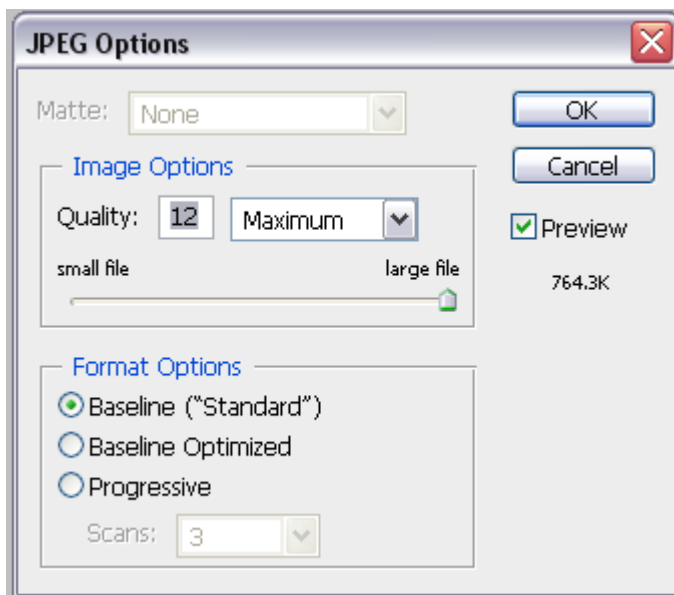 JPEG Options
Matte: None
OK
Image Options
Cancel
Quality: 12 Maximum
Preview
small file large file
764.3K
Format Options
Baseline ("Standard")
Baseline Optimized
Progressive
Scans: 3